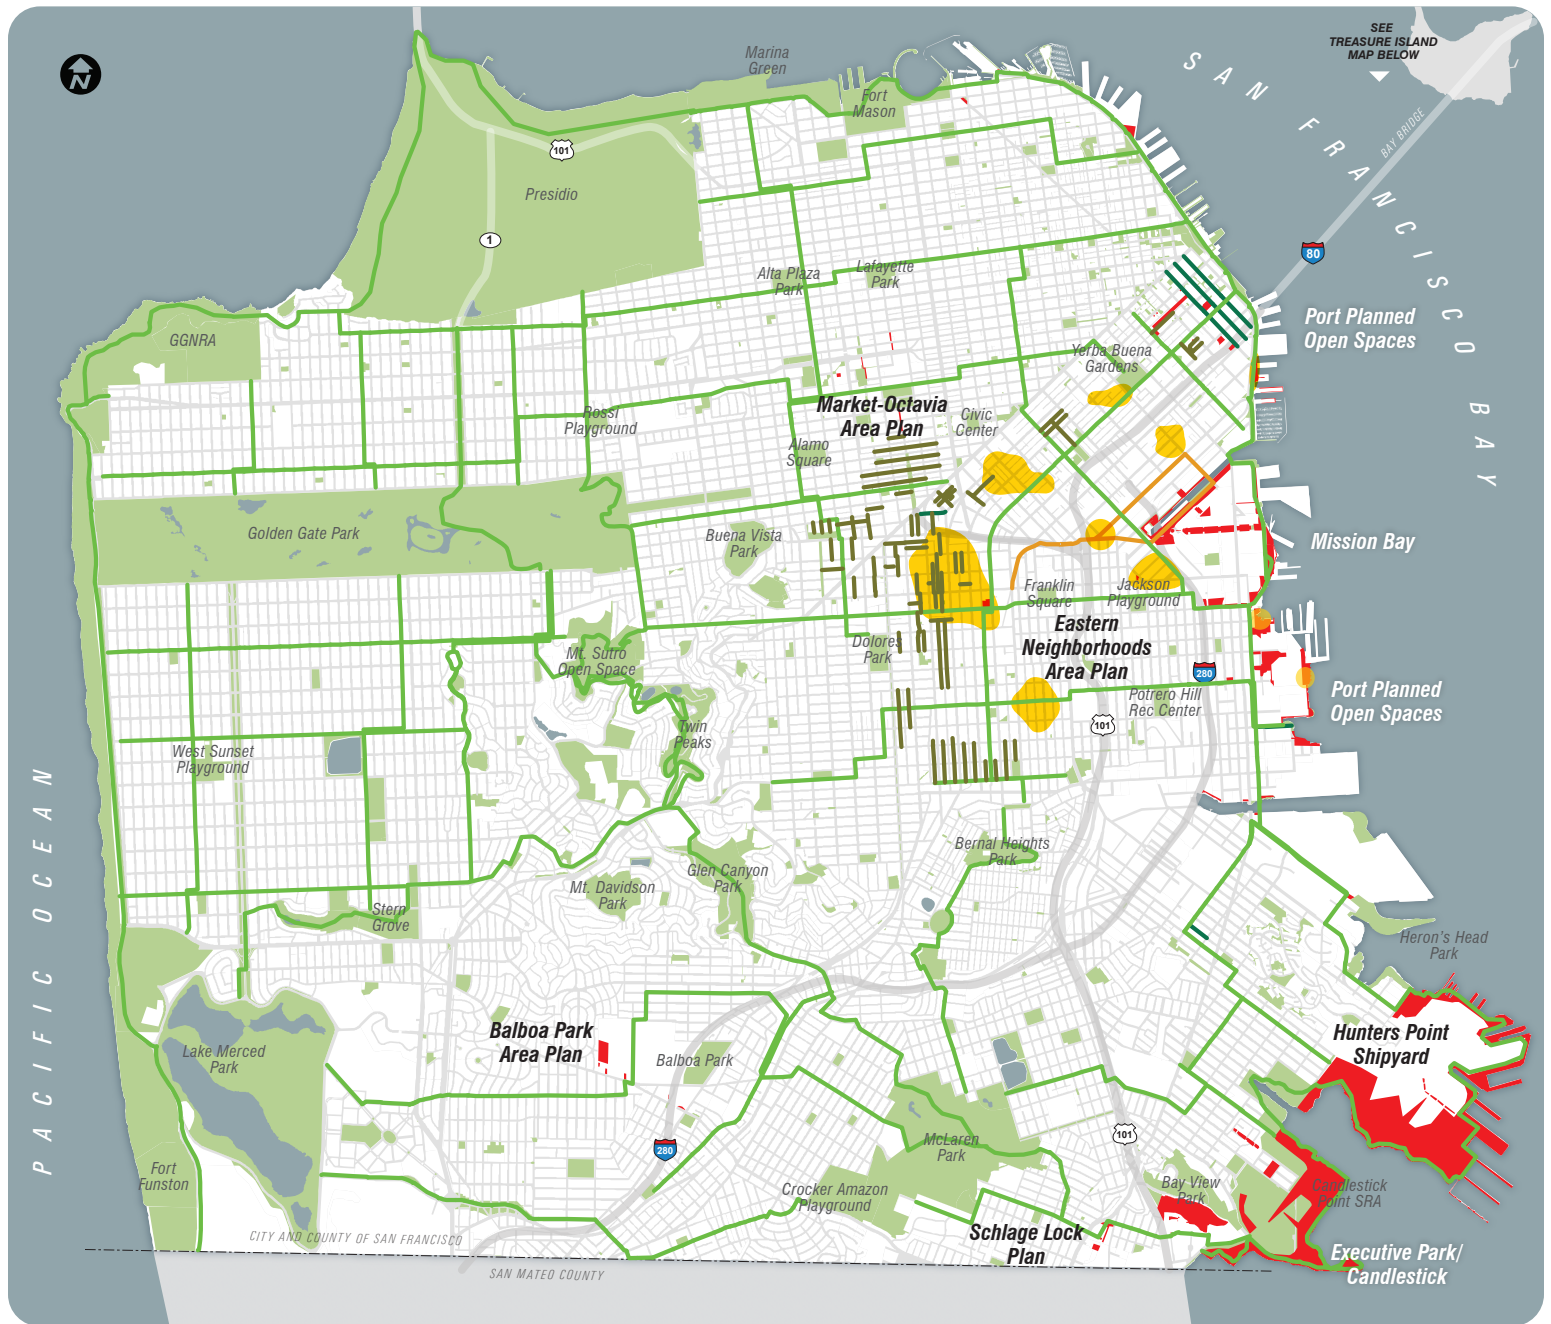 SEE
TREASURE ISLAND
MAP BELOW
N
Marina
Green
SAN FRANCISCO BAY
Fort
Mason
BAY BRIDGE
101
Presidio
1
80
Alta Plaza
Park
Lafayette
Park
Port Planned
Open Spaces
GGNRA
Yerba Buena
Gardens
Rossi
Playground
Market-Octavia
Area Plan
Civic
Center
Alamo
Square
Golden Gate Park
Buena Vista
Park
Mission Bay
Franklin
Square
Jackson
Playground
Eastern
Neighborhoods
Area Plan
Dolores
Park
Mt. Sutro
Open Space
280
Potrero Hill
Rec Center
Port Planned
Open Spaces
101
Twin
Peaks
West Sunset
Playground
PACIFIC OCEAN
Bernal Heights
Park
Glen Canyon
Park
Mt. Davidson
Park
Stern
Grove
Heron's Head
Park
Balboa Park
Area Plan
Hunters Point
Shipyard
Lake Merced
Park
Balboa Park
McLaren
Park
101
280
Fort
Funston
Crocker Amazon
Playground
Bay View
Park
Candlestick
Point SRA
Schlage Lock
Plan
CITY AND COUNTY OF SAN FRANCISCO
SAN MATEO COUNTY
Executive Park/
Candlestick